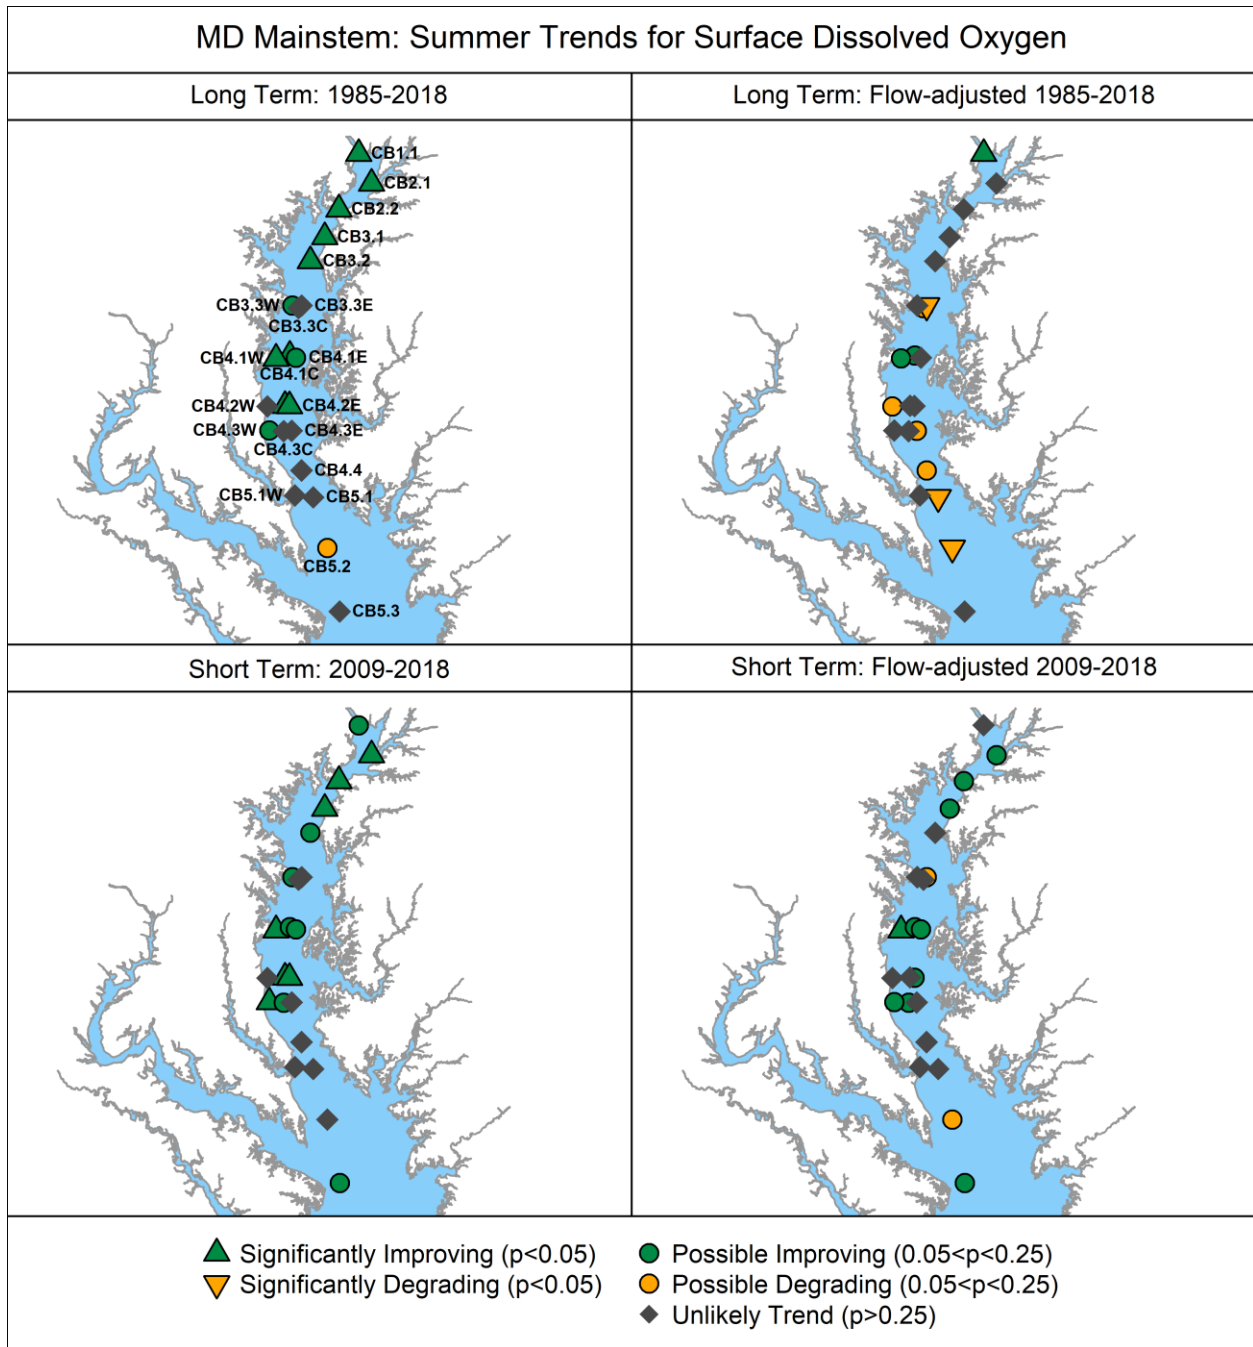 MD Mainstem: Summer Trends for Surface Dissolved Oxygen
Long Term: 1985-2018
Long Term: Flow-adjusted 1985-2018
CB1.1
CB2.1
CB2.2
CB3.1
CB3.2
CB3.3W
CB3.3E
CB3.3C
CB4.1W
CB4.1E
CB4.1C
CB4.2W
CB4.2E
CB4.3W
CB4.3E
CB4.3C
CB4.4
CB5.1W
CB5.1
CB5.2
CB5.3
Short Term: 2009-2018
Short Term: Flow-adjusted 2009-2018
Significantly Improving (p<0.05)
Significantly Degrading (p<0.05)
Possible Improving (0.05<p<0.25)
Possible Degrading (0.05<p<0.25)
Unlikely Trend (p>0.25)